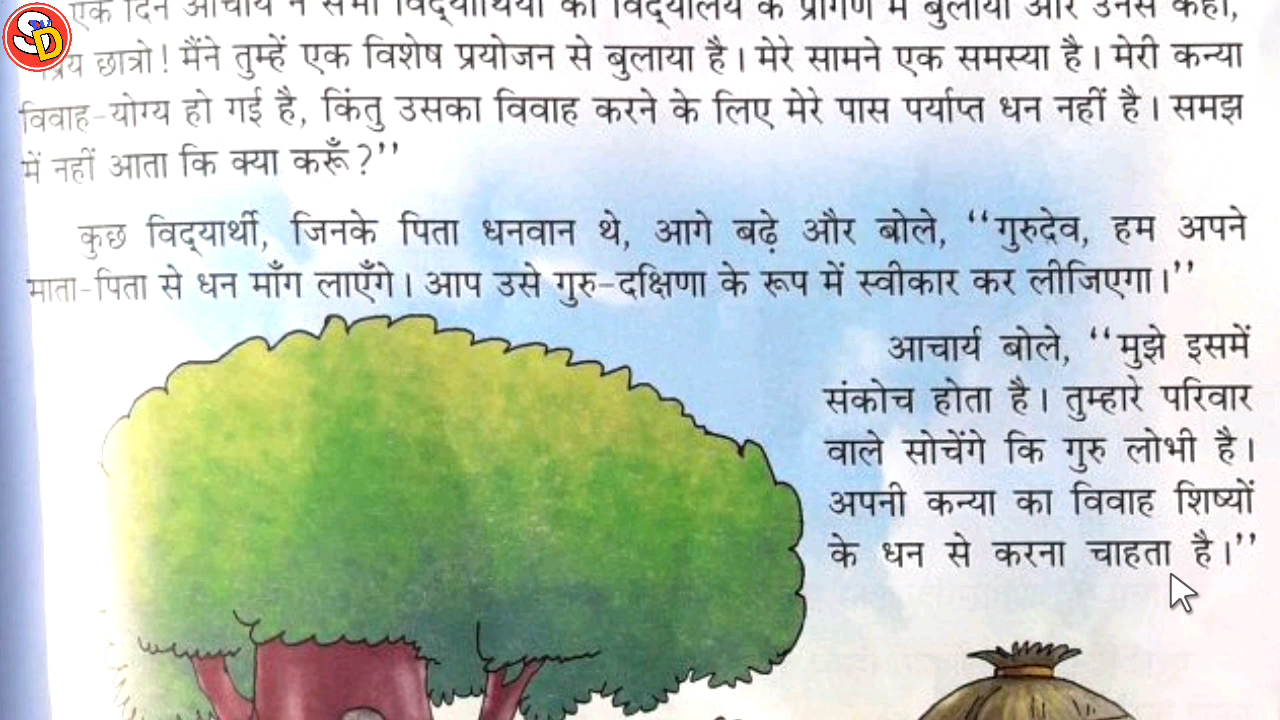 SD
एक दिन आचार्य ने सभी विद्यार्थियों को विद्यालय के प्रांगण में बुलाया और उनसे कहा,
प्रिय छात्रो! मैंने तुम्हें एक विशेष प्रयोजन से बुलाया है। मेरे सामने एक समस्या है। मेरी कन्या
विवाह-योग्य हो गई है, किंतु उसका विवाह करने के लिए मेरे पास पर्याप्त धन नहीं है। समझ
में नहीं आता कि क्या करूँ?’’
कुछ विद्यार्थी, जिनके पिता धनवान थे, आगे बढ़े और बोले, ‘‘गुरुदेव, हम अपने
माता-पिता से धन माँग लाएँगे। आप उसे गुरु-दक्षिणा के रूप में स्वीकार कर लीजिएगा।’’
आचार्य बोले, ‘‘मुझे इसमें
संकोच होता है। तुम्हारे परिवार
वाले सोचेंगे कि गुरु लोभी है।
अपनी कन्या का विवाह शिष्यों
के धन से करना चाहता है।’’